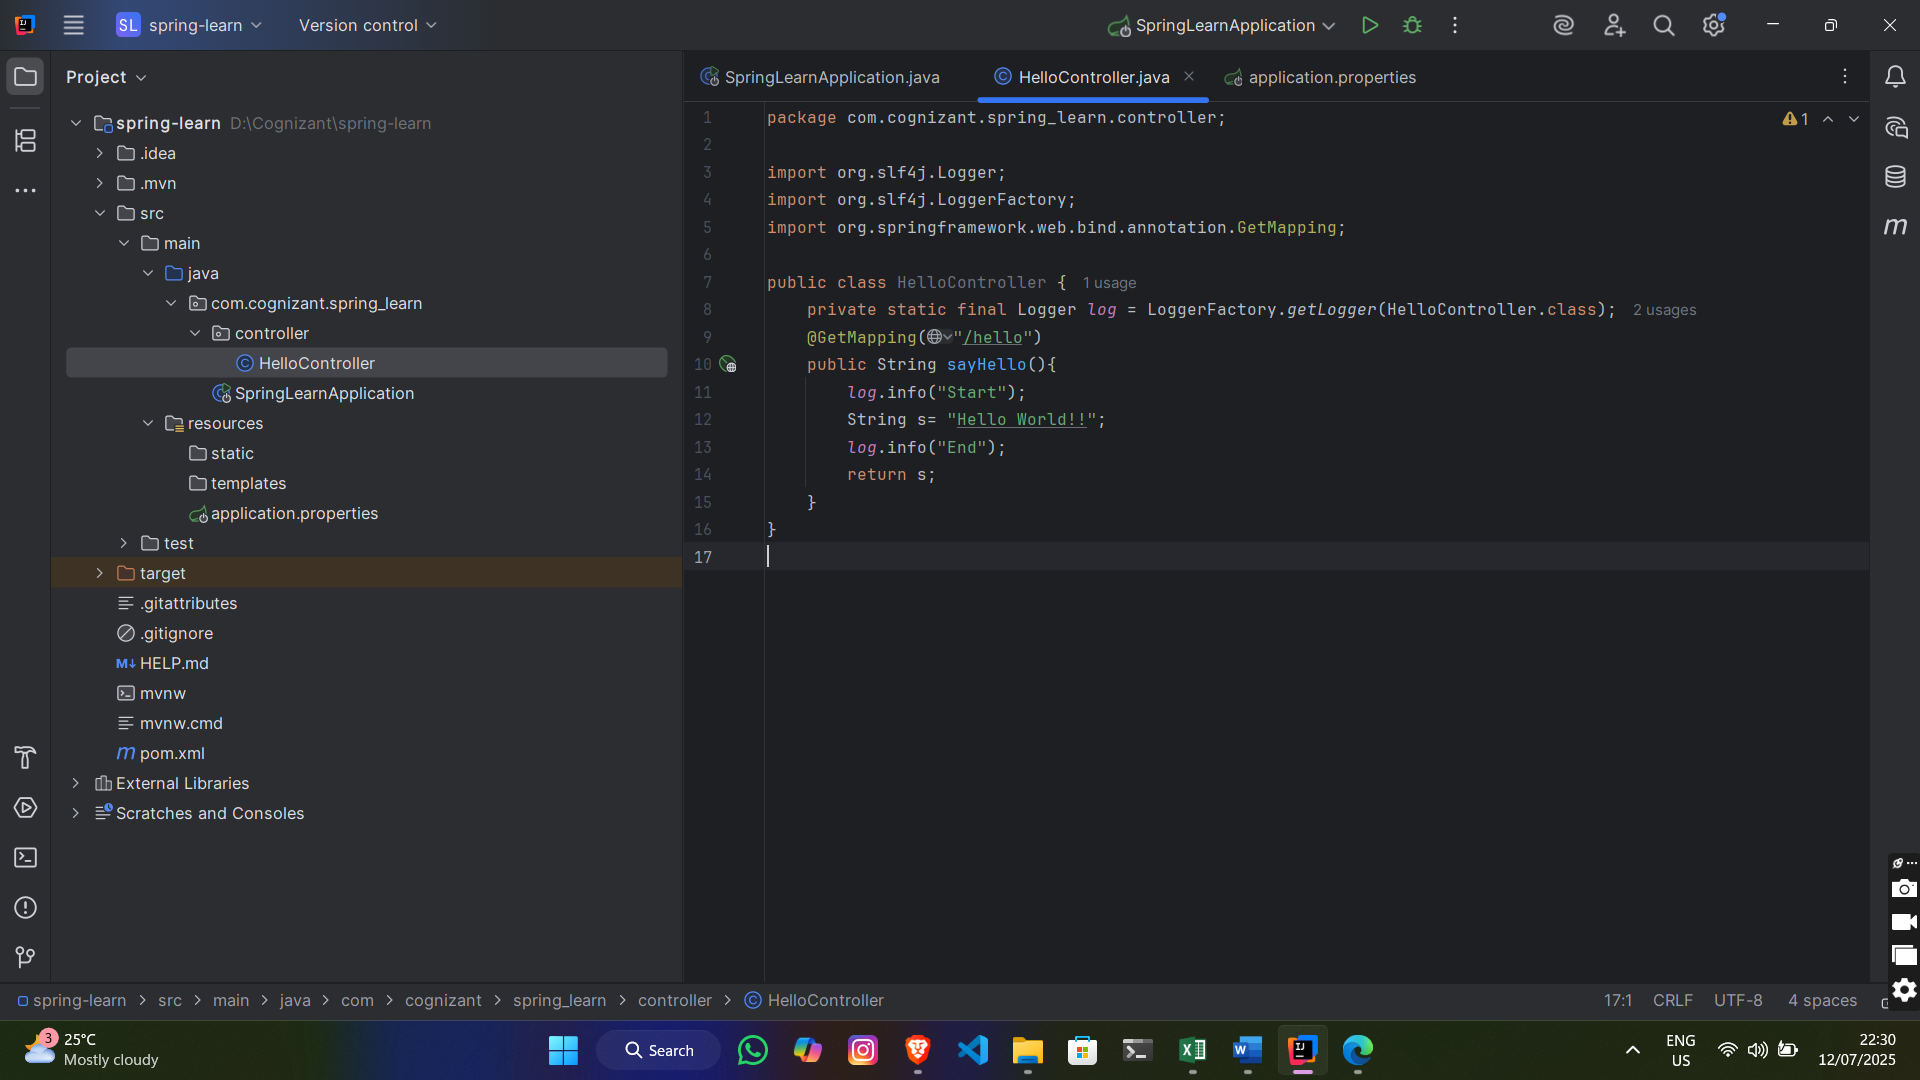 SL spring-learn
Version control
SpringLearnApplication
Project
spring-learn D:\Cognizant\spring-learn
.idea
.mvn
src
main
java
com.cognizant.spring_learn
controller
HelloController
SpringLearnApplication
resources
static
templates
application.properties
test
target
.gitattributes
.gitignore
M↓ HELP.md
mvnw
mvnw.cmd
m pom.xml
External Libraries
Scratches and Consoles
SpringLearnApplication.java
HelloController.java
application.properties
1 package com.cognizant.spring_learn.controller;
2
3 import org.slf4j.Logger;
4 import org.slf4j.LoggerFactory;
5 import org.springframework.web.bind.annotation.GetMapping;
6
7 public class HelloController { 1 usage
8 private static final Logger log = LoggerFactory.getLogger(HelloController.class); 2 usages
9 @GetMapping("/hello")
10 public String sayHello(){
11 log.info("Start");
12 String s= "Hello World!!";
13 log.info("End");
14 return s;
15 }
16 }
17
1
m
spring-learn > src > main > java > com > cognizant > spring_learn > controller > HelloController
17:1 CRLF UTF-8 4 spaces
3
25°C
Mostly cloudy
Search
ENG
US
22:30
12/07/2025